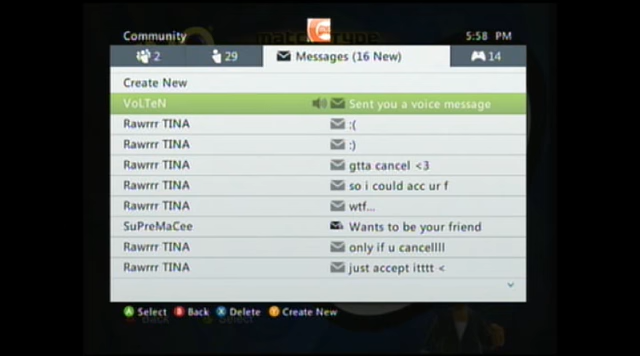 Community
5:58 PM
2
29
Messages (16 New)
14
Create New
VoLTeN Sent you a voice message
Rawrrr TINA :(
Rawrrr TINA :)
Rawrrr TINA gtta cancel <3
Rawrrr TINA so i could acc ur f
Rawrrr TINA wtf...
SuPreMaCee Wants to be your friend
Rawrrr TINA only if u cancellll
Rawrrr TINA just accept itttt <
A Select B Back X Delete Y Create New
Back Select